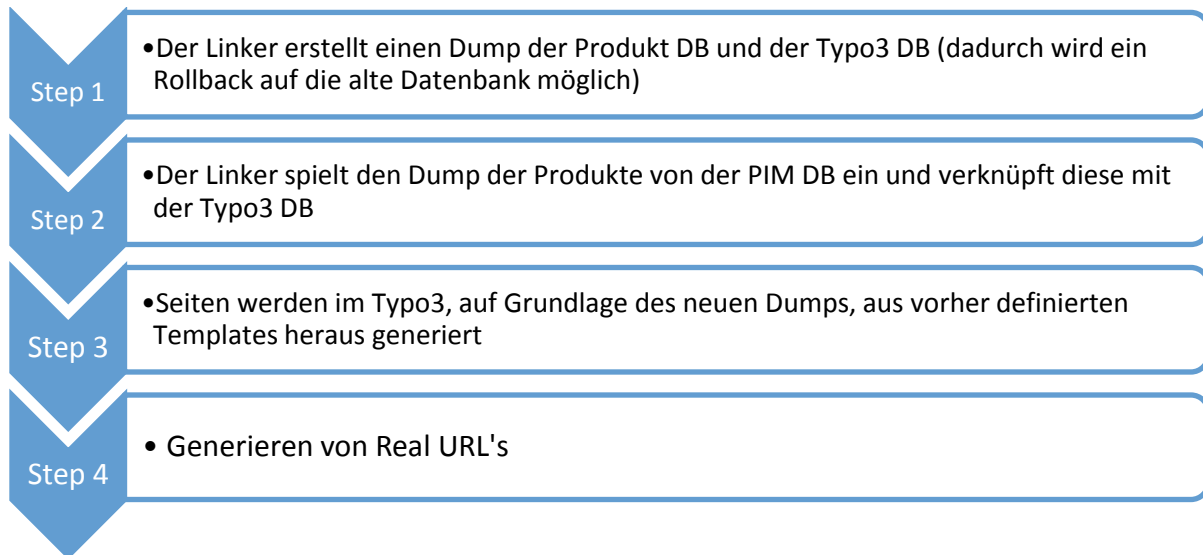 Step 1
•Der Linker erstellt einen Dump der Produkt DB und der Typo3 DB (dadurch wird ein
Rollback auf die alte Datenbank möglich)
Step 2
•Der Linker spielt den Dump der Produkte von der PIM DB ein und verknüpft diese mit
der Typo3 DB
Step 3
•Seiten werden im Typo3, auf Grundlage des neuen Dumps, aus vorher definierten
Templates heraus generiert
Step 4
• Generieren von Real URL's